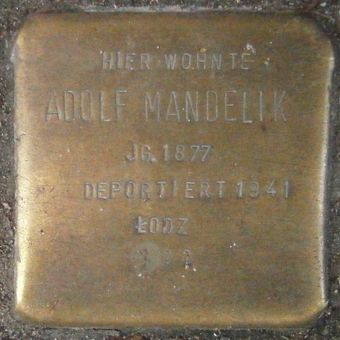 HIER WOHNTE
ADOLF MANDELIK
JG. 1877
DEPORTIERT 1941
ŁODZ
? ? ?